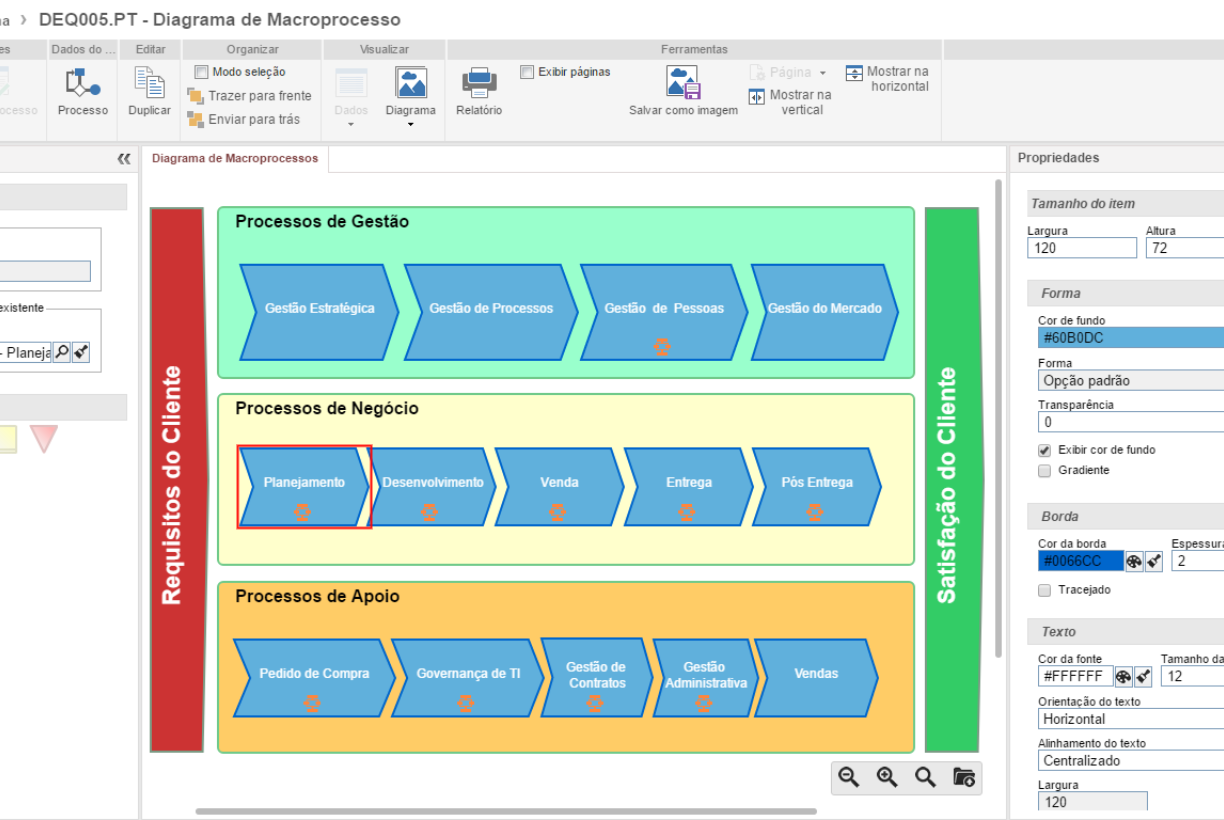 na > DEQ005.PT - Diagrama de Macroprocesso
es
Dados do ...
Editar
Organizar
Visualizar
Ferramentas
ocesso
Processo
Duplicar
Modo seleção
Trazer para frente
Enviar para trás
Dados
Diagrama
Relatório
Exibir páginas
Salvar como imagem
Página
Mostrar na
vertical
Mostrar na
horizontal
Diagrama de Macroprocessos
Propriedades
existente
- Planeja
Requisitos do Cliente
Processos de Gestão
Gestão Estratégica
Gestão de Processos
Gestão de Pessoas
Gestão do Mercado
Processos de Negócio
Planejamento
Desenvolvimento
Venda
Entrega
Pós Entrega
Processos de Apoio
Pedido de Compra
Governança de TI
Gestão de
Contratos
Gestão
Administrativa
Vendas
Satisfação do Cliente
Tamanho do item
Largura
Altura
120
72
Forma
Cor de fundo
#60B0DC
Forma
Opção padrão
Transparência
0
Exibir cor de fundo
Gradiente
Borda
Cor da borda
Espessura
#0066CC
2
Tracejado
Texto
Cor da fonte
Tamanho da
#FFFFFF
12
Orientação do texto
Horizontal
Alinhamento do texto
Centralizado
Largura
120